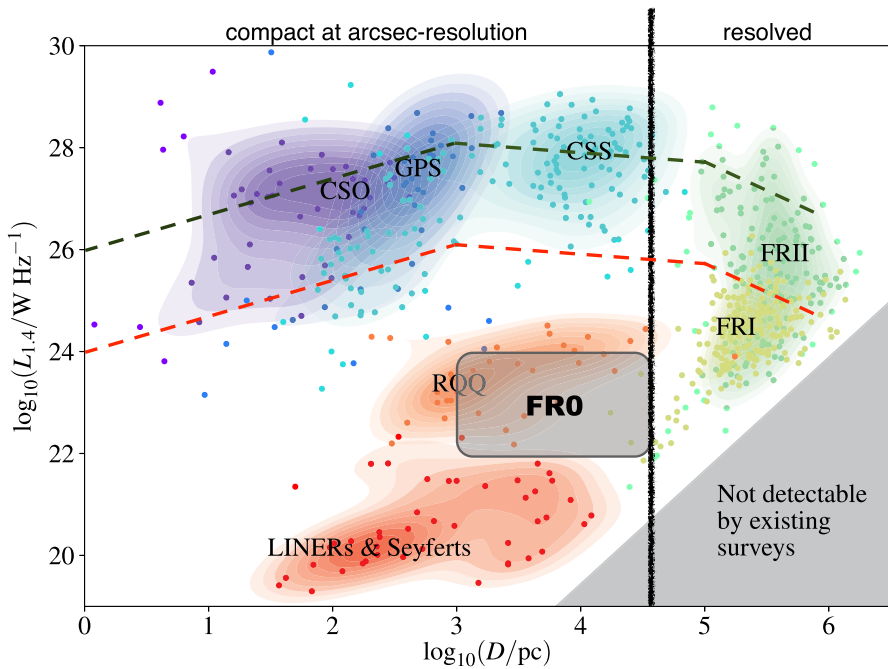 compact at arcsec-resolution resolved
30
28
26
24
22
20
log₁₀(L₁.₄/W Hz⁻¹)
CSO
GPS
CSS
FRII
FRI
RQQ
FR0
LINERs & Seyferts
Not detectable
by existing
surveys
0 1 2 3 4 5 6
log₁₀(D/pc)